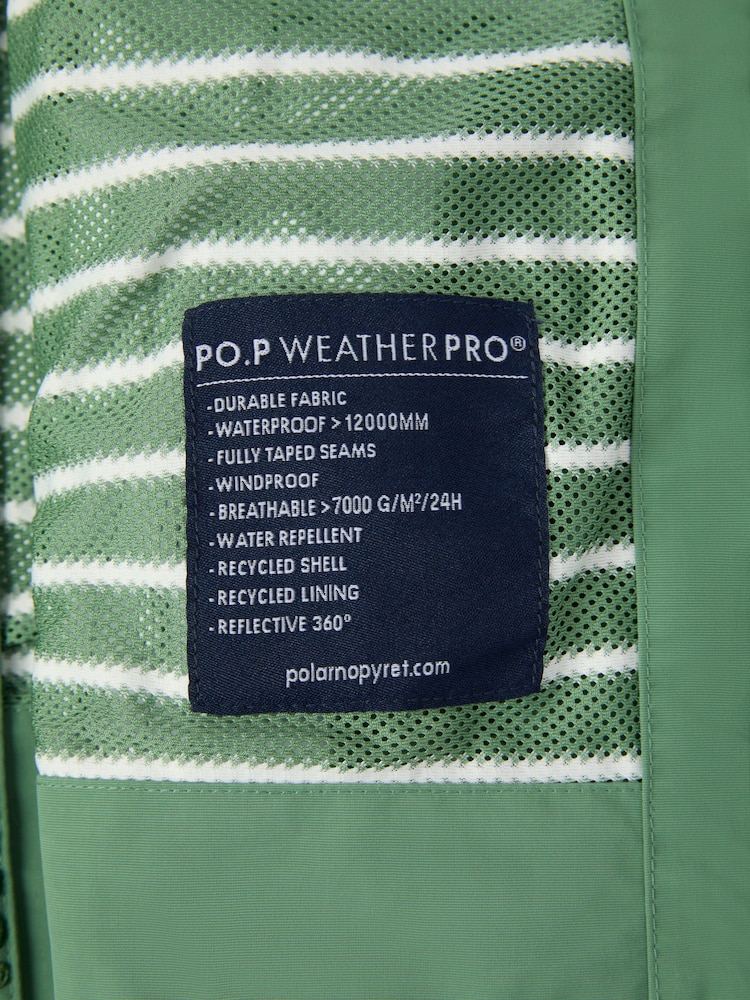 PO.P WEATHERPRO®
-DURABLE FABRIC
-WATERPROOF > 12000MM
-FULLY TAPED SEAMS
-WINDPROOF
-BREATHABLE >7000 G/M²/24H
-WATER REPELLENT
-RECYCLED SHELL
-RECYCLED LINING
-REFLECTIVE 360°
polarnopyret.com